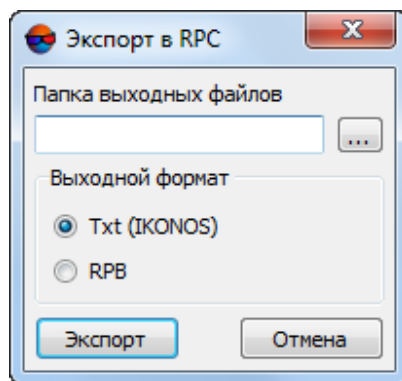 Экспорт в RPC
Папка выходных файлов
...
Выходной формат
Txt (IKONOS)
RPB
Экспорт Отмена